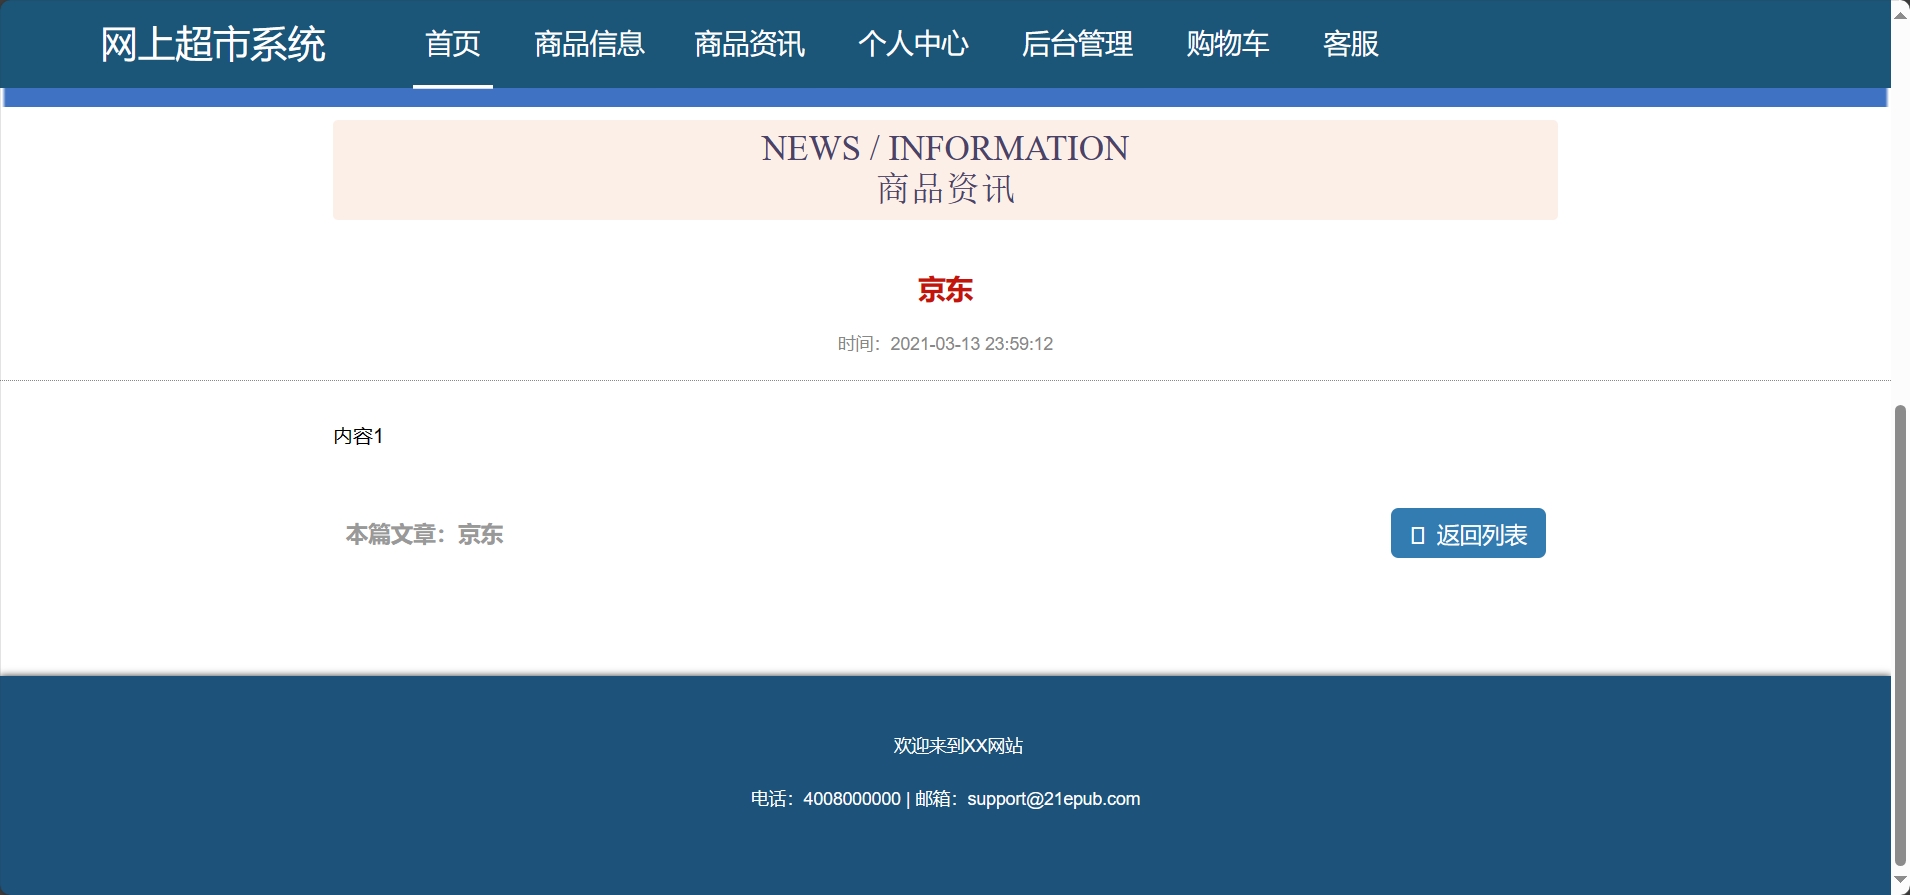 网上超市系统 首页 商品信息 商品资讯 个人中心 后台管理 购物车 客服
NEWS / INFORMATION
商品资讯
京东
时间：2021-03-13 23:59:12
内容1
本篇文章：京东
返回列表
欢迎来到XX网站
电话：4008000000 | 邮箱：support@21epub.com